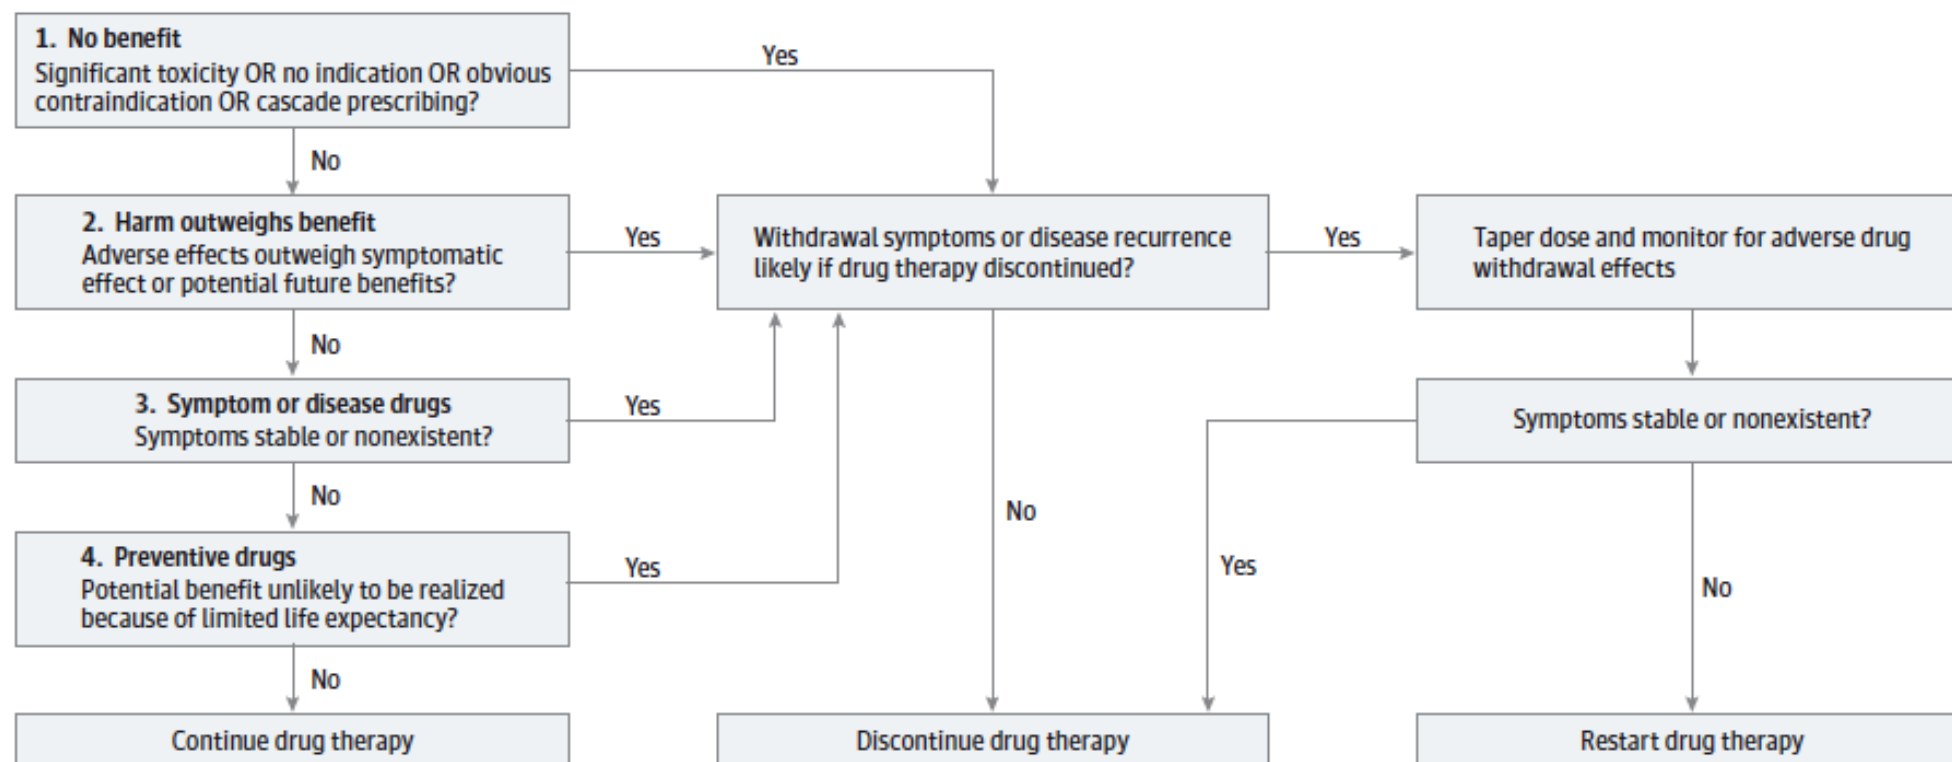 1. No benefit
Significant toxicity OR no indication OR obvious
contraindication OR cascade prescribing?
Yes
No
2. Harm outweighs benefit
Adverse effects outweigh symptomatic
effect or potential future benefits?
Yes
Withdrawal symptoms or disease recurrence
likely if drug therapy discontinued?
Yes
Taper dose and monitor for adverse drug
withdrawal effects
No
3. Symptom or disease drugs
Symptoms stable or nonexistent?
Yes
Symptoms stable or nonexistent?
No
No
4. Preventive drugs
Potential benefit unlikely to be realized
because of limited life expectancy?
Yes
Yes
No
No
Continue drug therapy
Discontinue drug therapy
Restart drug therapy